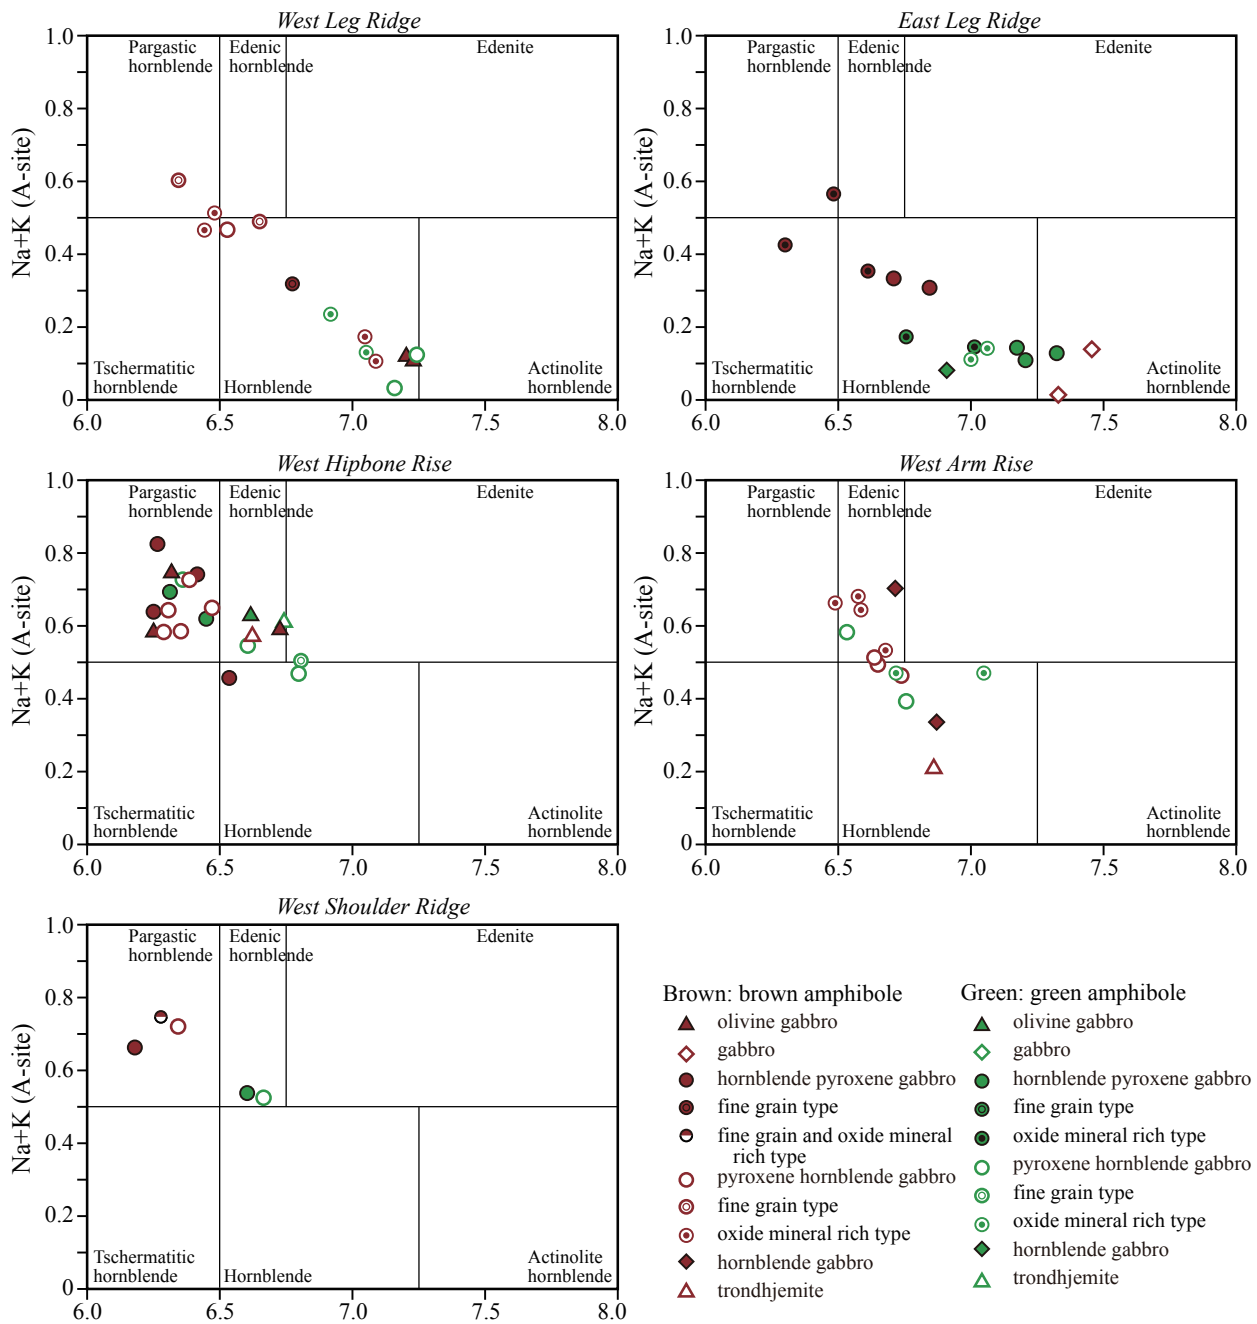 West Leg Ridge
1.0
0.8
0.6
0.4
0.2
0
Na+K (A-site)
Pargastic
hornblende
Edenic
hornblende
Edenite
Tschermatitic
hornblende
Hornblende
Actinolite
hornblende
6.0 6.5 7.0 7.5 8.0
East Leg Ridge
1.0
0.8
0.6
0.4
0.2
0
Na+K (A-site)
Pargastic
hornblende
Edenic
hornblende
Edenite
Tschermatitic
hornblende
Hornblende
Actinolite
hornblende
6.0 6.5 7.0 7.5 8.0
West Hipbone Rise
1.0
0.8
0.6
0.4
0.2
0
Na+K (A-site)
Pargastic
hornblende
Edenic
hornblende
Edenite
Tschermatitic
hornblende
Hornblende
Actinolite
hornblende
6.0 6.5 7.0 7.5 8.0
West Arm Rise
1.0
0.8
0.6
0.4
0.2
0
Na+K (A-site)
Pargastic
hornblende
Edenic
hornblende
Edenite
Tschermatitic
hornblende
Hornblende
Actinolite
hornblende
6.0 6.5 7.0 7.5 8.0
West Shoulder Ridge
1.0
0.8
0.6
0.4
0.2
0
Na+K (A-site)
Pargastic
hornblende
Edenic
hornblende
Edenite
Tschermatitic
hornblende
Hornblende
Actinolite
hornblende
6.0 6.5 7.0 7.5 8.0
Brown: brown amphibole
olivine gabbro
gabbro
hornblende pyroxene gabbro
fine grain type
fine grain and oxide mineral
rich type
pyroxene hornblende gabbro
fine grain type
oxide mineral rich type
hornblende gabbro
trondhjemite
Green: green amphibole
olivine gabbro
gabbro
hornblende pyroxene gabbro
fine grain type
oxide mineral rich type
pyroxene hornblende gabbro
fine grain type
oxide mineral rich type
hornblende gabbro
trondhjemite